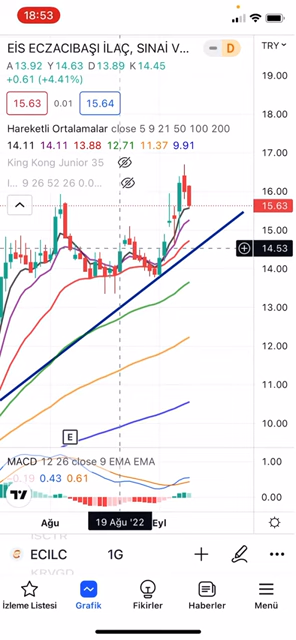 18:53
EİS ECZACIBAŞI İLAÇ, SINAİ V...
D
TRY
A13.92 Y14.63 D13.89 K14.45
+0.61 (+4.41%)
15.63
0.01
15.64
Hareketli Ortalamalar close 5 9 21 50 100 200
14.11 14.11 13.88 12.71 11.37 9.91
King Kong Junior 35
I... 9 26 52 26 0.0...
19.00
18.00
17.00
16.00
15.63
15.00
14.53
14.00
13.00
12.00
11.00
10.00
E
MACD 12 26 close 9 EMA EMA
-0.19 0.43 0.61
1.00
0.00
Ağu
19 Ağu '22
Eyl
ISCTR
ECILC
1G
İzleme Listesi
Grafik
Fikirler
Haberler
Menü